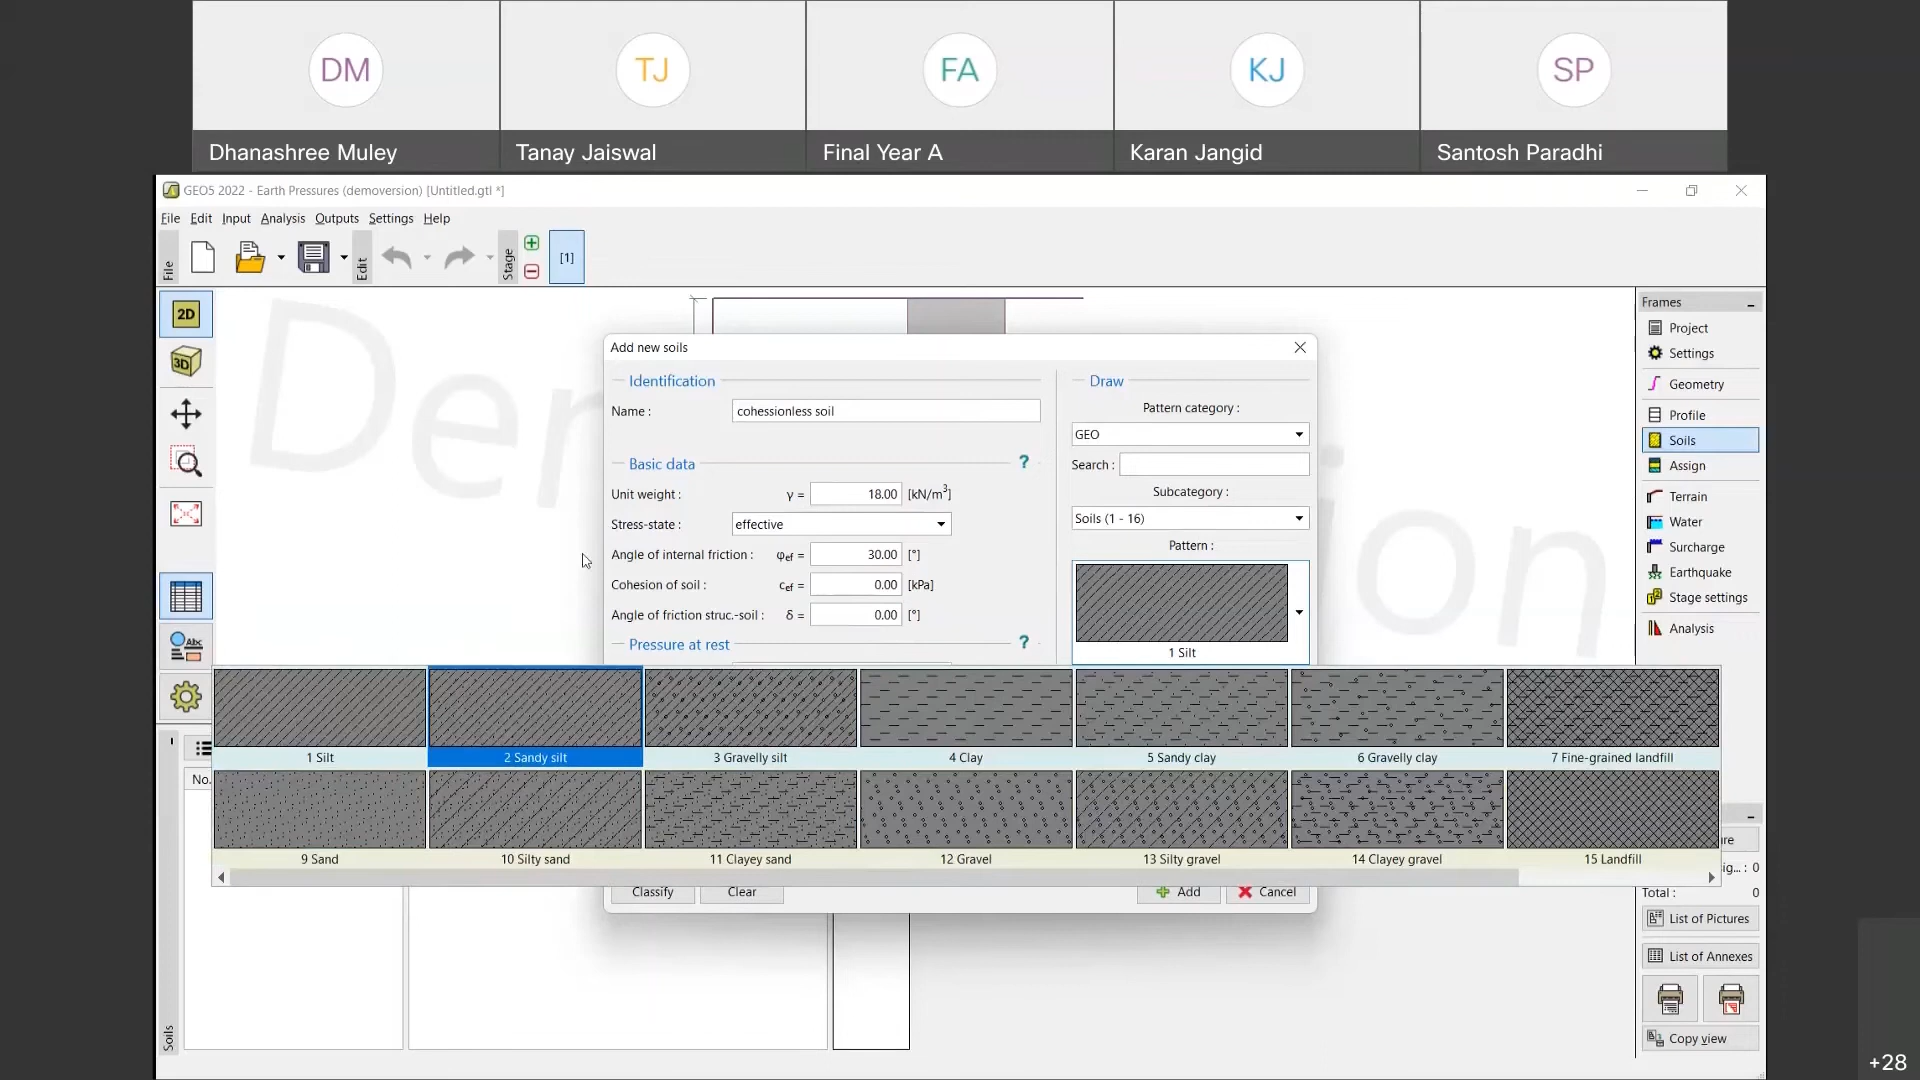 DM
TJ
FA
KJ
SP
Dhanashree Muley
Tanay Jaiswal
Final Year A
Karan Jangid
Santosh Paradhi
GEO5 2022 - Earth Pressures (demoversion) [Untitled.gtl *]
File Edit Input Analysis Outputs Settings Help
File
Edit
Stage
[1]
2D
3D
Frames
Project
Settings
Geometry
Profile
Soils
Assign
Terrain
Water
Surcharge
Earthquake
Stage settings
Analysis
Add new soils
Identification
Name : cohessionless soil
Basic data ?
Unit weight : γ = 18.00 [kN/m3]
Stress-state : effective
Angle of internal friction : φef = 30.00 [°]
Cohesion of soil : cef = 0.00 [kPa]
Angle of friction struc.-soil : δ = 0.00 [°]
Pressure at rest ?
Draw
Pattern category :
GEO
Search :
Subcategory :
Soils (1 - 16)
Pattern :
1 Silt
1 Silt
2 Sandy silt
3 Gravelly silt
4 Clay
5 Sandy clay
6 Gravelly clay
7 Fine-grained landfill
9 Sand
10 Silty sand
11 Clayey sand
12 Gravel
13 Silty gravel
14 Clayey gravel
15 Landfill
Classify
Clear
Add
Cancel
No.
Soils
Abc
Total : 0
List of Pictures
List of Annexes
Copy view
+28